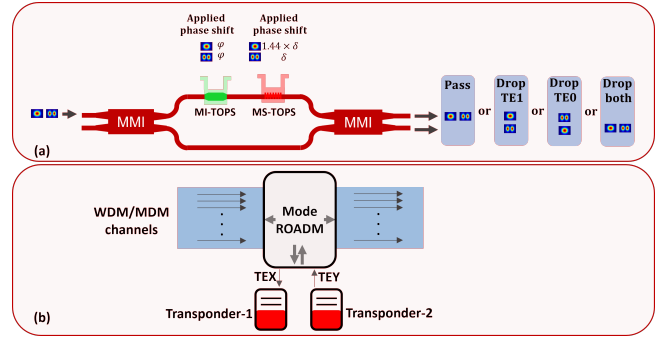 Applied
phase shift
φ
φ
Applied
phase shift
1.44 × δ
δ
MI-TOPS
MS-TOPS
MMI
MMI
Pass
or
Drop
TE1
or
Drop
TE0
or
Drop
both
(a)
WDM/MDM
channels
Mode
ROADM
TEX
TEY
Transponder-1
Transponder-2
(b)